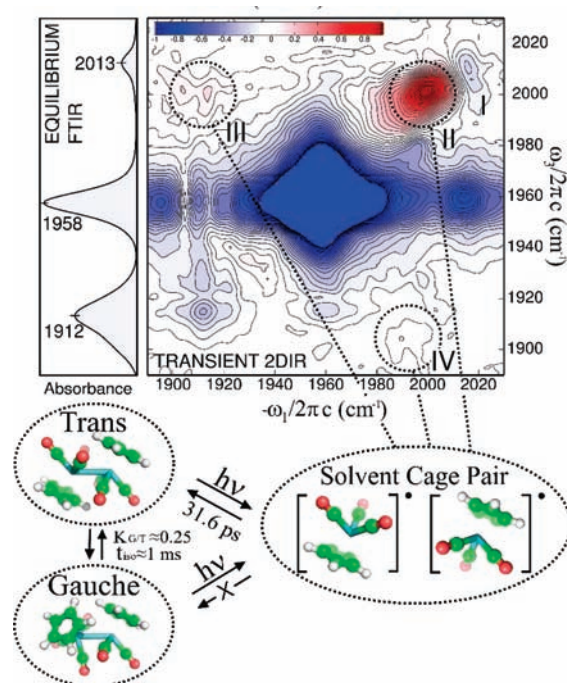 -1 -0.8 -0.6 -0.4 -0.2 0 0.2 0.4 0.6 0.8
EQUILIBRIUM
FTIR
2013
1958
1912
Absorbance
I
II
III
IV
TRANSIENT 2DIR
2020
2000
1980
1960
1940
1920
1900
ω3/2πc (cm-1)
1900 1920 1940 1960 1980 2000 2020
-ω1/2πc (cm-1)
Trans
hν
31.6 ps
Solvent Cage Pair
K G/T ≈0.25
t iso≈1 ms
hν
X
Gauche